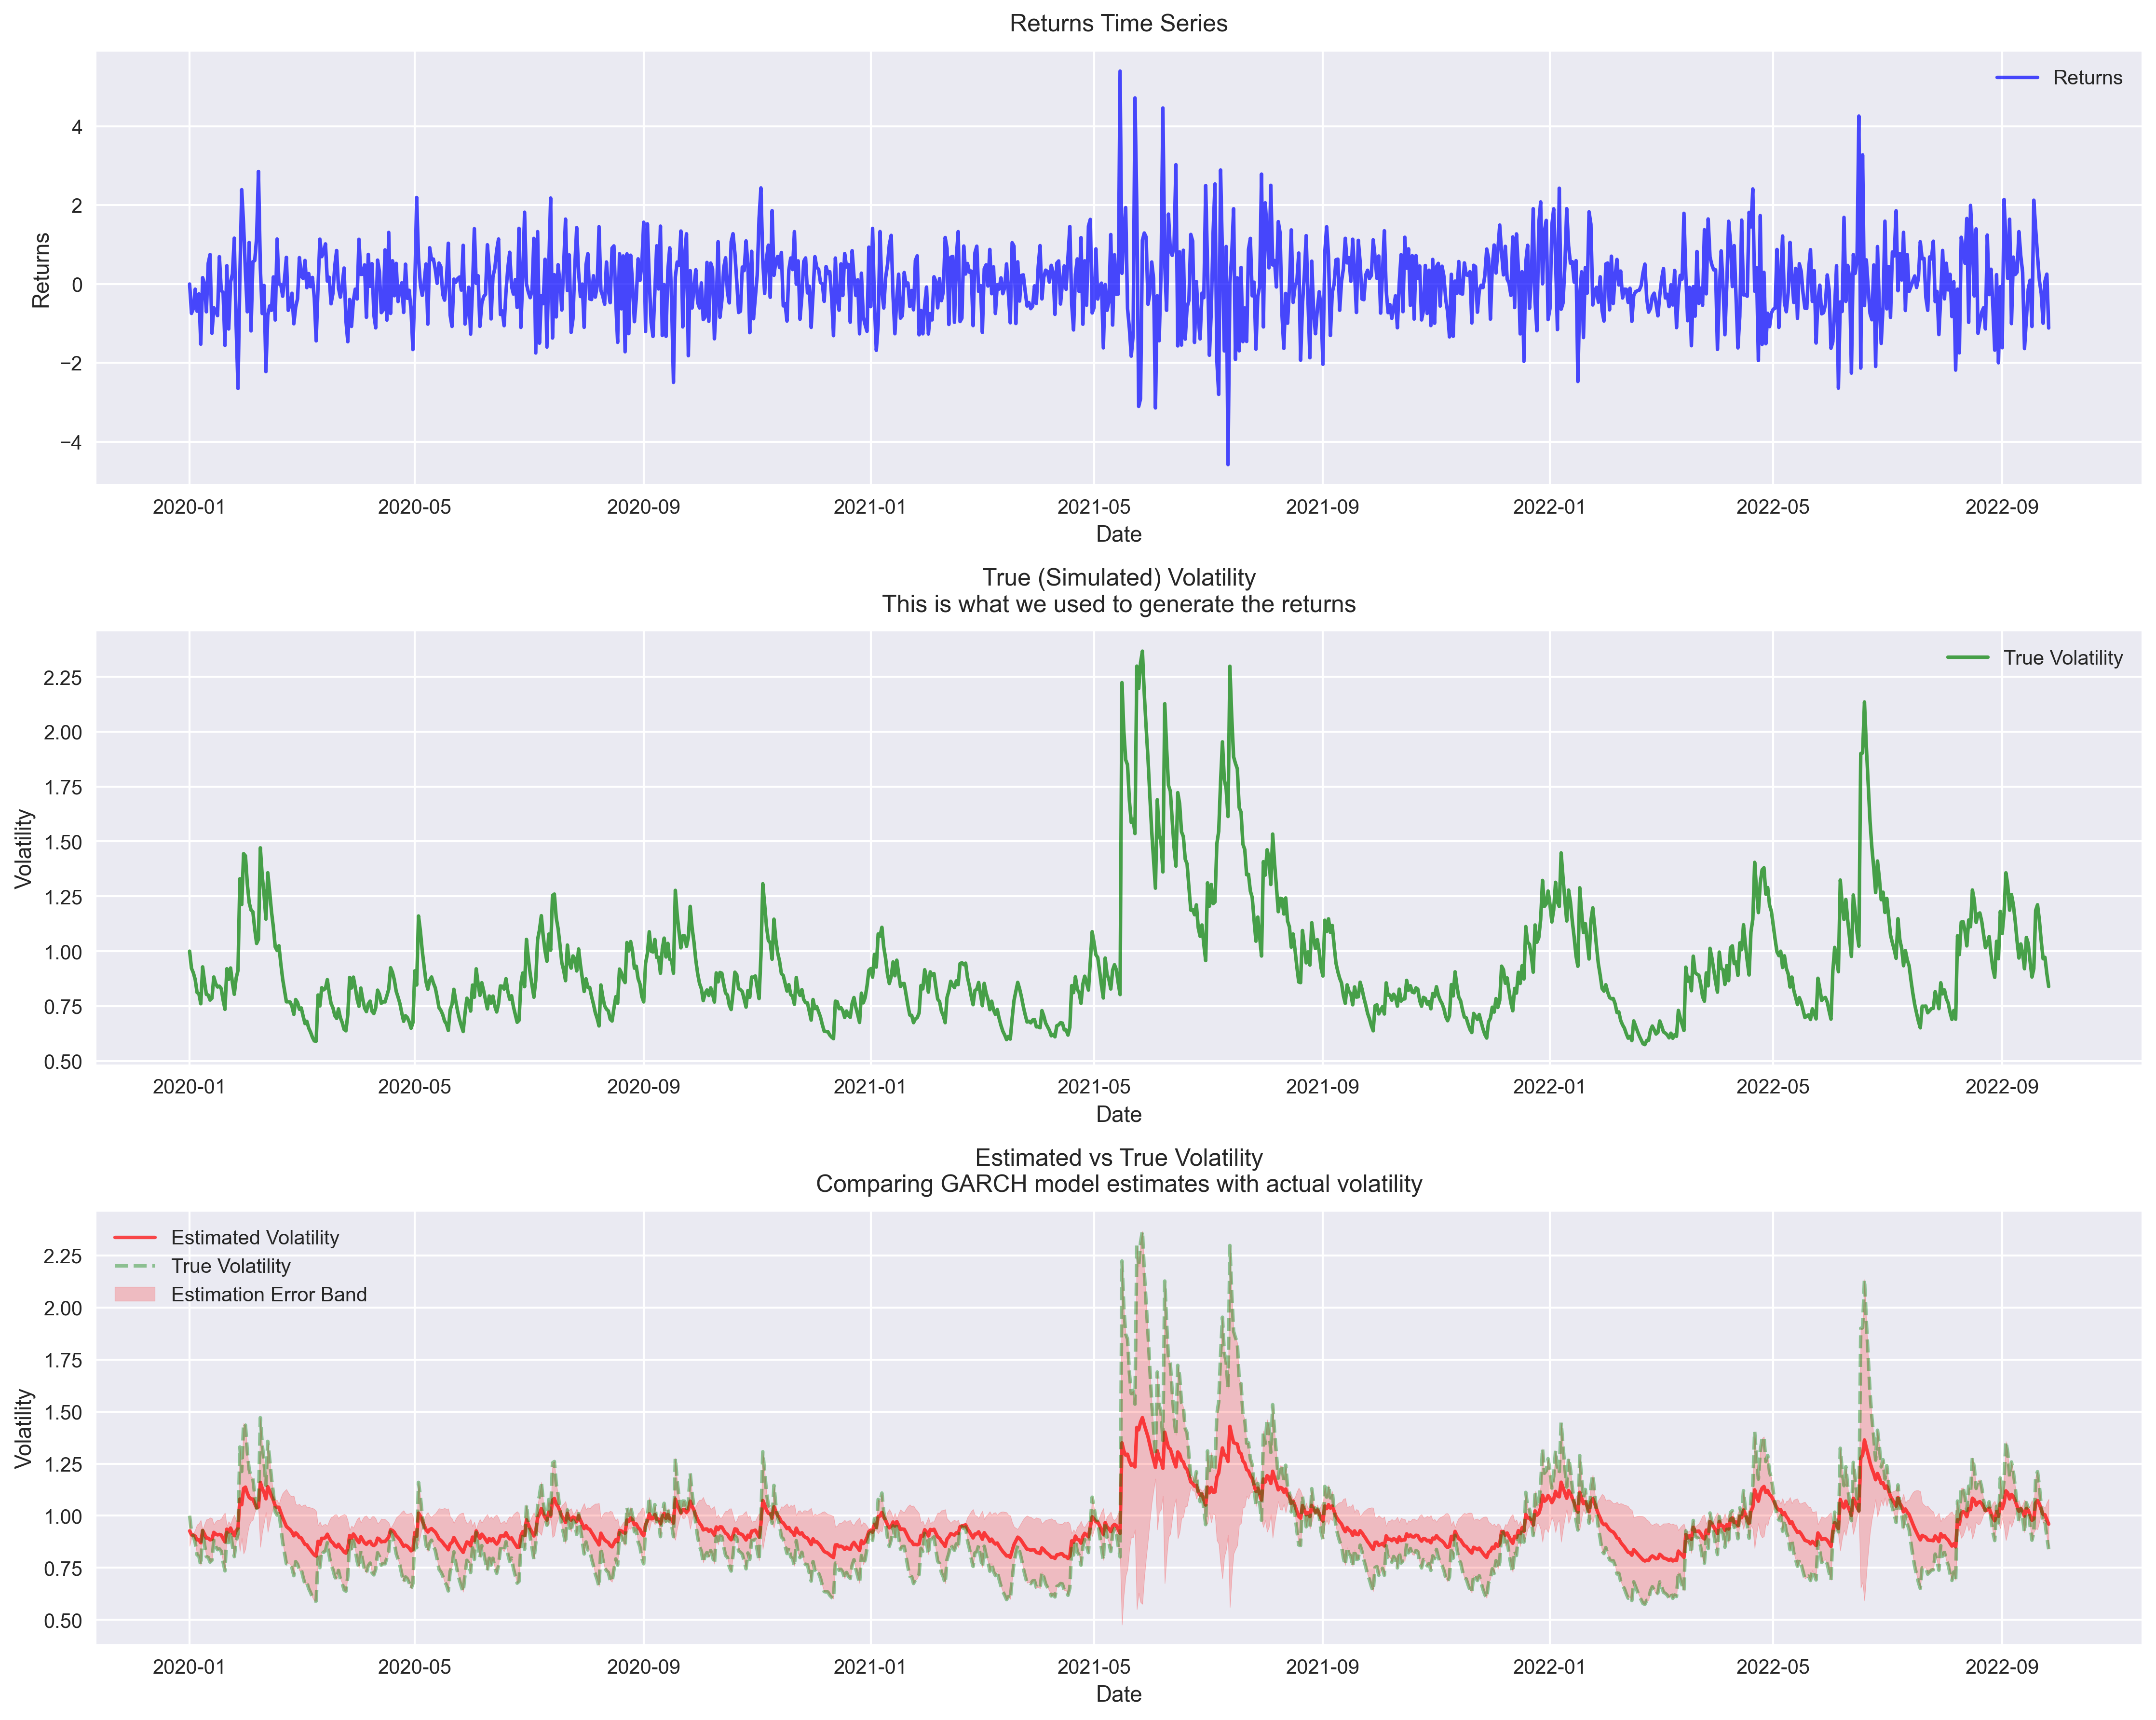 Returns Time Series
Returns
4
2
0
−2
−4
Returns
2020-01 2020-05 2020-09 2021-01 2021-05 2021-09 2022-01 2022-05 2022-09
Date
True (Simulated) Volatility
This is what we used to generate the returns
True Volatility
2.25
2.00
1.75
1.50
1.25
1.00
0.75
0.50
Volatility
2020-01 2020-05 2020-09 2021-01 2021-05 2021-09 2022-01 2022-05 2022-09
Date
Estimated vs True Volatility
Comparing GARCH model estimates with actual volatility
Estimated Volatility
True Volatility
Estimation Error Band
2.25
2.00
1.75
1.50
1.25
1.00
0.75
0.50
Volatility
2020-01 2020-05 2020-09 2021-01 2021-05 2021-09 2022-01 2022-05 2022-09
Date